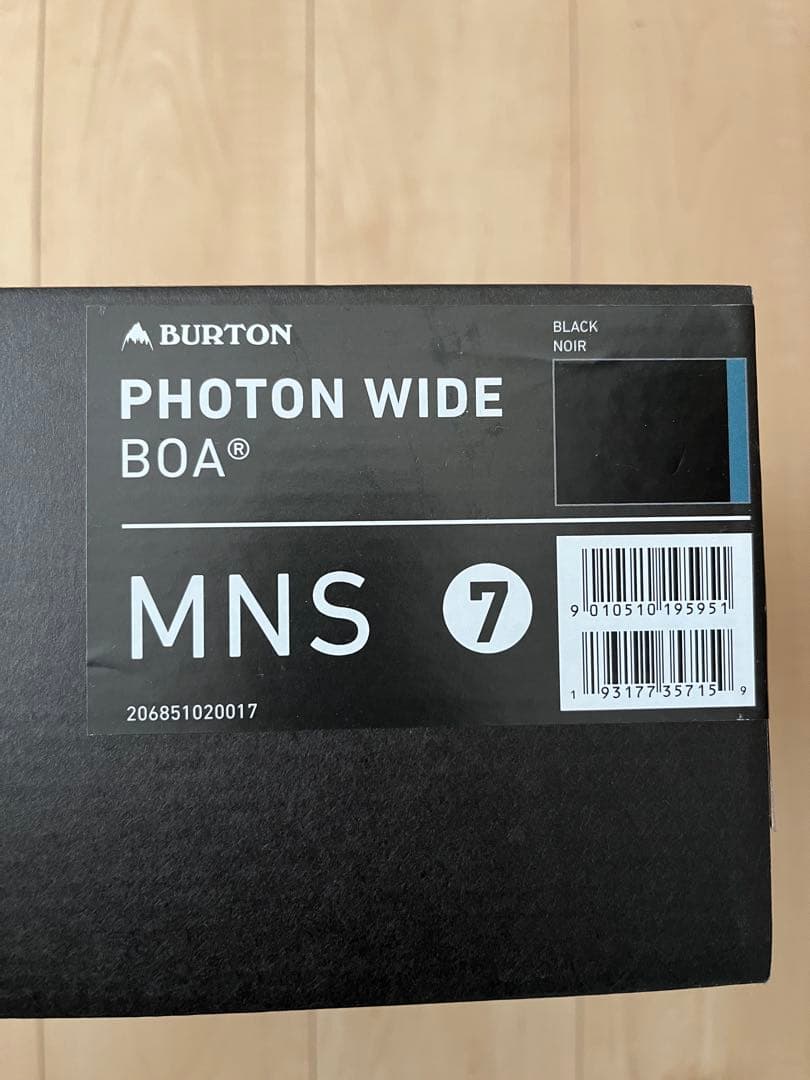 BURTON
PHOTON WIDE
BOA®
BLACK
NOIR
MNS 7
9 010510 195951
1 93177 35715 9
206851020017